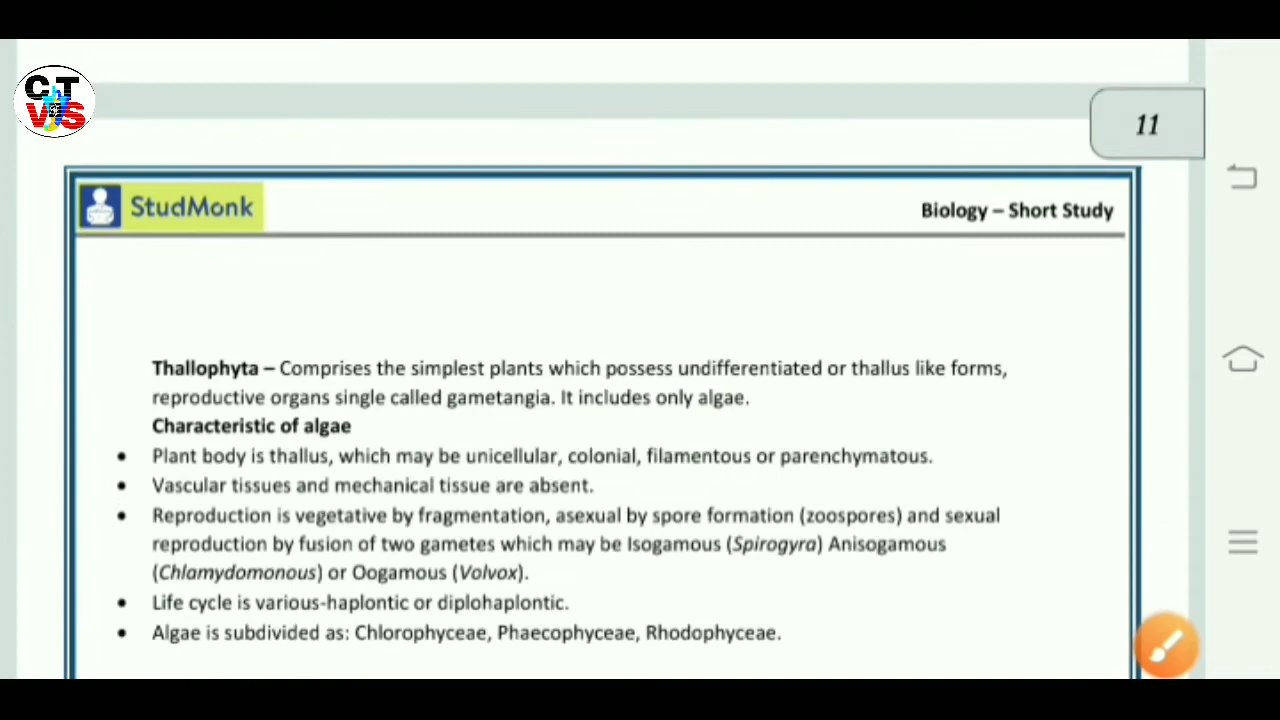 CT
VJS
11
StudMonk
Biology – Short Study
Thallophyta – Comprises the simplest plants which possess undifferentiated or thallus like forms,
reproductive organs single called gametangia. It includes only algae.
Characteristic of algae
• Plant body is thallus, which may be unicellular, colonial, filamentous or parenchymatous.
• Vascular tissues and mechanical tissue are absent.
• Reproduction is vegetative by fragmentation, asexual by spore formation (zoospores) and sexual
reproduction by fusion of two gametes which may be Isogamous (Spirogyra) Anisogamous
(Chlamydomonous) or Oogamous (Volvox).
• Life cycle is various-haplontic or diplohaplontic.
• Algae is subdivided as: Chlorophyceae, Phaecophyceae, Rhodophyceae.